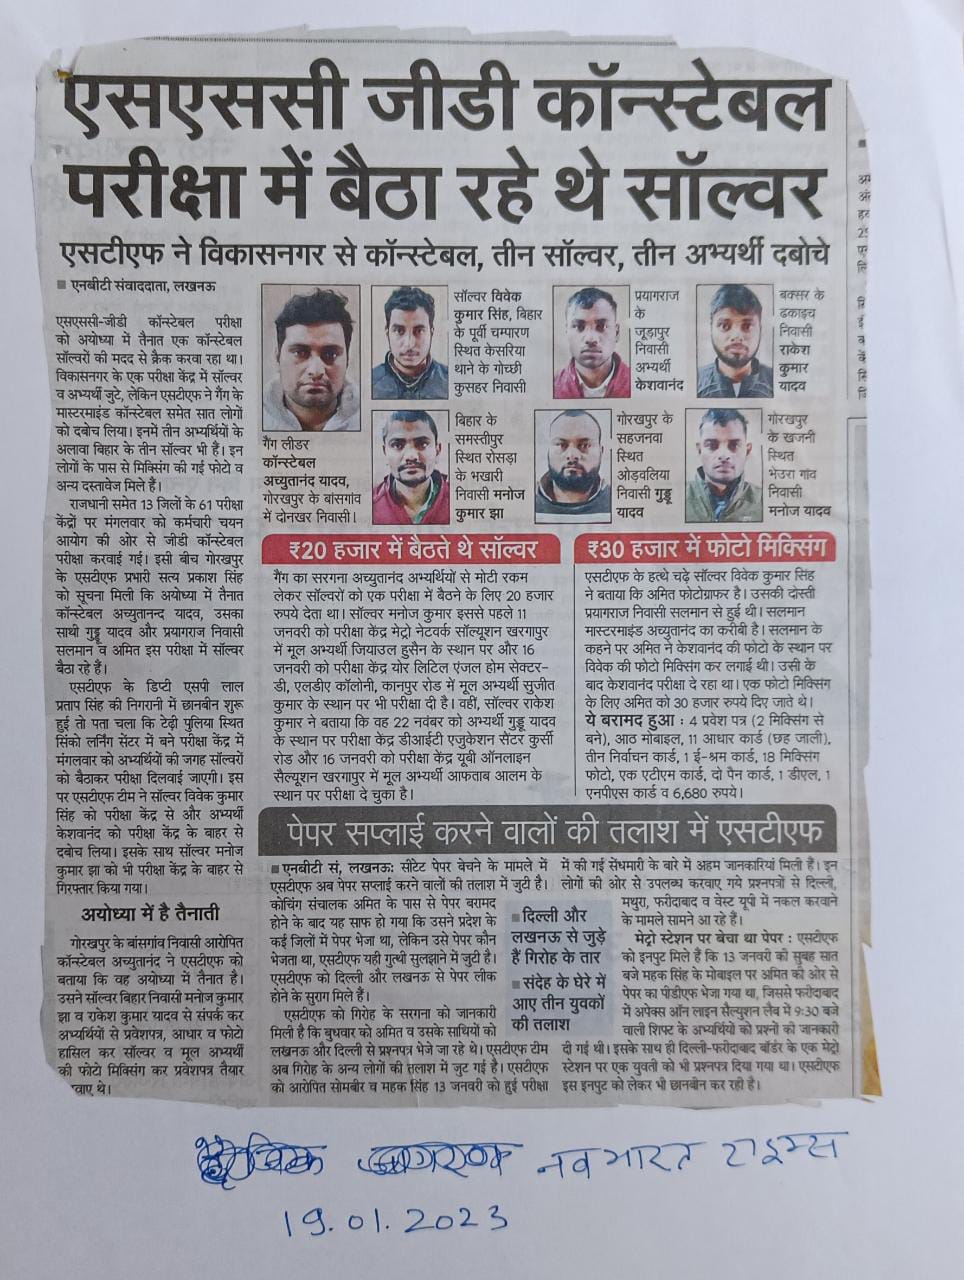 एसएससी जीडी कॉन्स्टेबल
परीक्षा में बैठा रहे थे सॉल्वर
एसटीएफ ने विकासनगर से कॉन्स्टेबल, तीन सॉल्वर, तीन अभ्यर्थी दबोचे
■ एनबीटी संवाददाता, लखनऊ
एसएससी-जीडी कॉन्स्टेबल परीक्षा
को अयोध्या में तैनात एक कॉन्स्टेबल
सॉल्वरों की मदद से क्रैक करवा रहा था।
विकासनगर के एक परीक्षा केंद्र में सॉल्वर
व अभ्यर्थी जुटे, लेकिन एसटीएफ ने गैंग के
मास्टरमाइंड कॉन्स्टेबल समेत सात लोगों
को दबोच लिया। इनमें तीन अभ्यर्थियों के
अलावा बिहार के तीन सॉल्वर भी हैं। इन
लोगों के पास से मिक्सिंग की गई फोटो व
अन्य दस्तावेज मिले हैं।
राजधानी समेत 13 जिलों के 61 परीक्षा
केंद्रों पर मंगलवार को कर्मचारी चयन
आयोग की ओर से जीडी कॉन्स्टेबल
परीक्षा करवाई गई। इसी बीच गोरखपुर
के एसटीएफ प्रभारी सत्य प्रकाश सिंह
को सूचना मिली कि अयोध्या में तैनात
कॉन्स्टेबल अच्युतानन्द यादव, उसका
साथी गुड्डू यादव और प्रयागराज निवासी
सलमान व अमित इस परीक्षा में सॉल्वर
बैठा रहे हैं।
एसटीएफ के डिप्टी एसपी लाल
प्रताप सिंह की निगरानी में छानबीन शुरू
हुई तो पता चला कि टेढ़ी पुलिया स्थित
सिंको लर्निंग सेंटर में बने परीक्षा केंद्र में
मंगलवार को अभ्यर्थियों की जगह सॉल्वरों
को बैठाकर परीक्षा दिलवाई जाएगी। इस
पर एसटीएफ टीम ने सॉल्वर विवेक कुमार
सिंह को परीक्षा केंद्र से और अभ्यर्थी
केशवानंद को परीक्षा केंद्र के बाहर से
दबोच लिया। इसके साथ सॉल्वर मनोज
कुमार झा को भी परीक्षा केंद्र के बाहर से
गिरफ्तार किया गया।
अयोध्या में है तैनाती
गोरखपुर के बांसगांव निवासी आरोपित
कॉन्स्टेबल अच्युतानंद ने एसटीएफ को
बताया कि वह अयोध्या में तैनात है।
उसने सॉल्वर बिहार निवासी मनोज कुमार
झा व राकेश कुमार यादव से संपर्क कर
अभ्यर्थियों से प्रवेशपत्र, आधार व फोटो
हासिल कर सॉल्वर व मूल अभ्यर्थी
की फोटो मिक्सिंग कर प्रवेशपत्र तैयार
वाए थे।
गैंग लीडर
कॉन्स्टेबल
अच्युतानंद यादव,
गोरखपुर के बांसगांव
में दोनखर निवासी।
सॉल्वर विवेक
कुमार सिंह, बिहार
के पूर्वी चम्पारण
स्थित केसरिया
थाने के गोच्छी
कुसहर निवासी
प्रयागराज
के
जूड़ापुर
निवासी
अभ्यर्थी
केशवानंद
बक्सर के
ढकाइच
निवासी
राकेश
कुमार
यादव
बिहार के
समस्तीपुर
स्थित रोसड़ा
के भखारी
निवासी मनोज
कुमार झा
गोरखपुर के
सहजनवा
स्थित
ओड़वलिया
निवासी गुड्डू
यादव
गोरखपुर
के खजनी
स्थित
भेउरा गांव
निवासी
मनोज यादव
₹20 हजार में बैठते थे सॉल्वर
गैंग का सरगना अच्युतानंद अभ्यर्थियों से मोटी रकम
लेकर सॉल्वरों को एक परीक्षा में बैठने के लिए 20 हजार
रुपये देता था। सॉल्वर मनोज कुमार इससे पहले 11
जनवरी को परीक्षा केंद्र मेट्रो नेटवर्क सॉल्यूशन खरगापुर
में मूल अभ्यर्थी जियाउल हुसैन के स्थान पर और 16
जनवरी को परीक्षा केंद्र योर लिटिल एंजल होम सेक्टर-
डी, एलडीए कॉलोनी, कानपुर रोड में मूल अभ्यर्थी सुजीत
कुमार के स्थान पर भी परीक्षा दी है। वहीं, सॉल्वर राकेश
कुमार ने बताया कि वह 22 नवंबर को अभ्यर्थी गुड्डू यादव
के स्थान पर परीक्षा केंद्र डीआईटी एजुकेशन सेंटर कुर्सी
रोड और 16 जनवरी को परीक्षा केंद्र यूबी ऑनलाइन
सैल्यूशन खरगापुर में मूल अभ्यर्थी आफताब आलम के
स्थान पर परीक्षा दे चुका है।
₹30 हजार में फोटो मिक्सिंग
एसटीएफ के हत्थे चढ़े सॉल्वर विवेक कुमार सिंह
ने बताया कि अमित फोटोग्राफर है। उसकी दोस्ती
प्रयागराज निवासी सलमान से हुई थी। सलमान
मास्टरमाइंड अच्युतानंद का करीबी है। सलमान के
कहने पर अमित ने केशवानंद की फोटो के स्थान पर
विवेक की फोटो मिक्सिंग कर लगाई थी। उसी के
बाद केशवानंद परीक्षा दे रहा था। एक फोटो मिक्सिंग
के लिए अमित को 30 हजार रुपये दिए जाते थे।
ये बरामद हुआ : 4 प्रवेश पत्र (2 मिक्सिंग से
बने), आठ मोबाइल, 11 आधार कार्ड (छह जाली),
तीन निर्वाचन कार्ड, 1 ई-श्रम कार्ड, 18 मिक्सिंग
फोटो, एक एटीएम कार्ड, दो पैन कार्ड, 1 डीएल, 1
एनपीएस कार्ड व 6,680 रुपये।
पेपर सप्लाई करने वालों की तलाश में एसटीएफ
■ एनबीटी सं, लखनऊ: सीटेट पेपर बेचने के मामले में
एसटीएफ अब पेपर सप्लाई करने वालों की तलाश में जुटी है।
कोचिंग संचालक अमित के पास से पेपर बरामद
होने के बाद यह साफ हो गया कि उसने प्रदेश के
कई जिलों में पेपर भेजा था, लेकिन उसे पेपर कौन
भेजता था, एसटीएफ यही गुत्थी सुलझाने में जुटी है।
एसटीएफ को दिल्ली और लखनऊ से पेपर लीक
होने के सुराग मिले हैं।
एसटीएफ को गिरोह के सरगना को जानकारी
मिली है कि बुधवार को अमित व उसके साथियों को
लखनऊ और दिल्ली से प्रश्नपत्र भेजे जा रहे थे। एसटीएफ टीम
अब गिरोह के अन्य लोगों की तलाश में जुट गई है। एसटीएफ
को आरोपित सोमबीर व महक सिंह 13 जनवरी को हुई परीक्षा
■ दिल्ली और
लखनऊ से जुड़े
हैं गिरोह के तार
■ संदेह के घेरे में
आए तीन युवकों
की तलाश
में की गई सेंधमारी के बारे में अहम जानकारियां मिली हैं। इन
लोगों की ओर से उपलब्ध करवाए गये प्रश्नपत्रों से दिल्ली,
मथुरा, फरीदाबाद व वेस्ट यूपी में नकल करवाने
के मामले सामने आ रहे हैं।
मेट्रो स्टेशन पर बेचा था पेपर : एसटीएफ
को इनपुट मिले हैं कि 13 जनवरी की सुबह सात
बजे महक सिंह के मोबाइल पर अमित की ओर से
पेपर का पीडीएफ भेजा गया था, जिससे फरीदाबाद
में अपेक्स ऑन लाइन सैल्युशन लैब में 9:30 बजे
वाली शिफ्ट के अभ्यर्थियों को प्रश्नों की जानकारी
दी गई थी। इसके साथ ही दिल्ली-फरीदाबाद बॉर्डर के एक मेट्रो
स्टेशन पर एक युवती को भी प्रश्नपत्र दिया गया था। एसटीएफ
इस इनपुट को लेकर भी छानबीन कर रही है।
नवभारत टाइम्स
19.01.2023